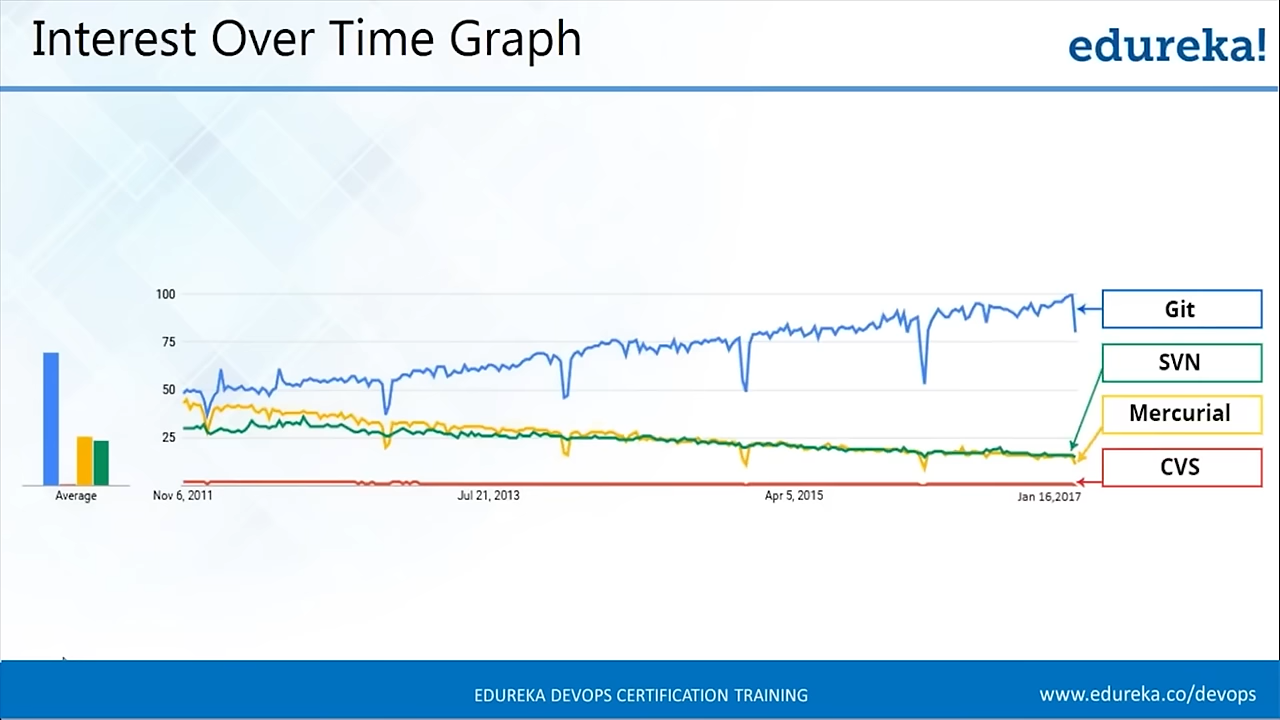 Interest Over Time Graph
edureka!
100
75
50
25
Git
SVN
Mercurial
CVS
Average
Nov 6, 2011
Jul 21, 2013
Apr 5, 2015
Jan 16,2017
EDUREKA DEVOPS CERTIFICATION TRAINING
www.edureka.co/devops